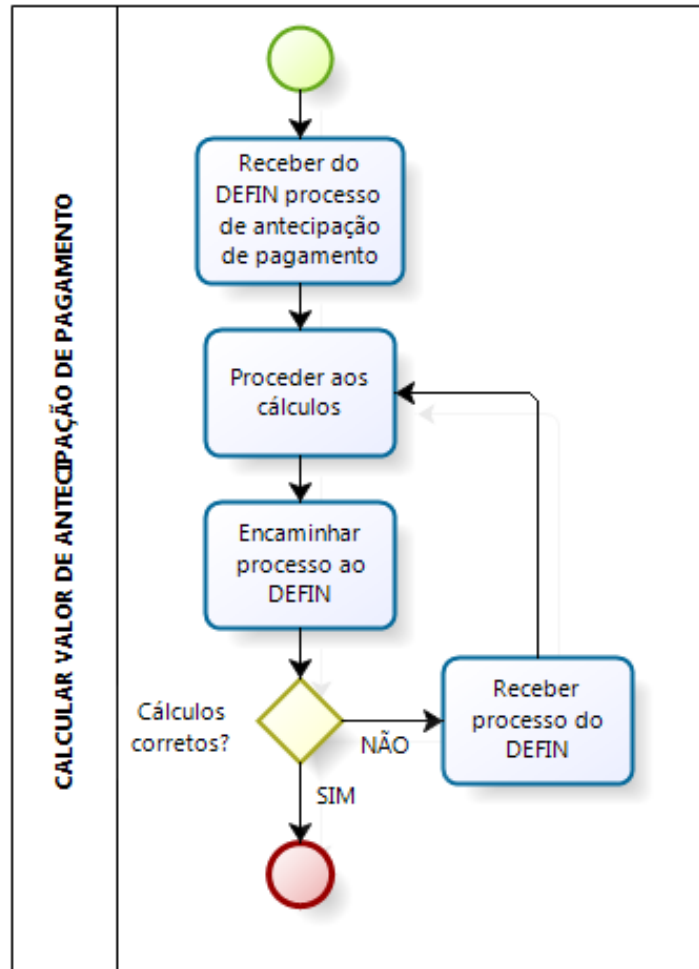 CALCULAR VALOR DE ANTECIPAÇÃO DE PAGAMENTO
Receber do
DEFIN processo
de antecipação
de pagamento
Proceder aos
cálculos
Encaminhar
processo ao
DEFIN
Cálculos
corretos?
NÃO
Receber
processo do
DEFIN
SIM